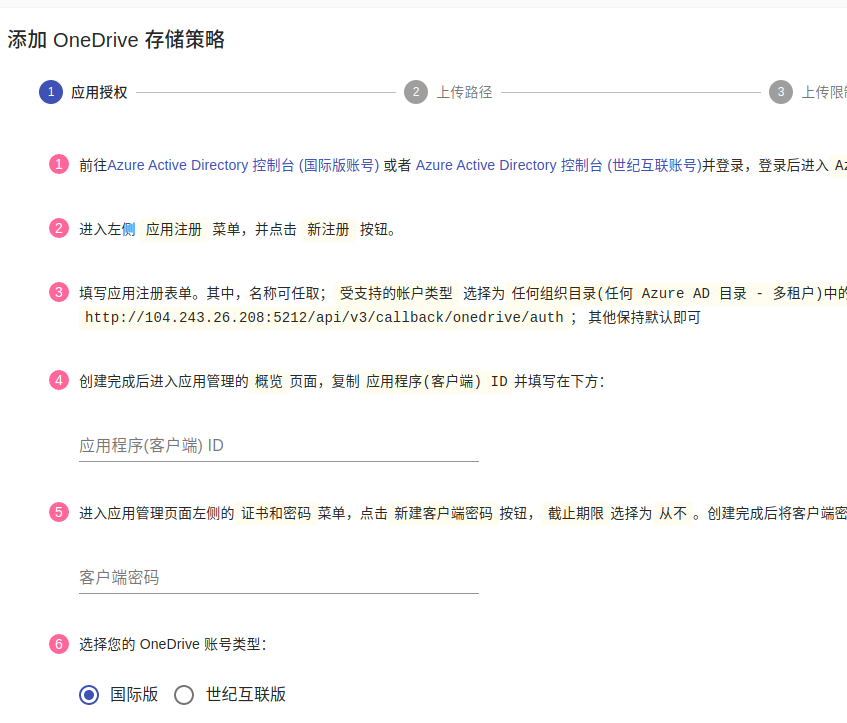 添加 OneDrive 存储策略
1 应用授权 2 上传路径 3 上传限
1 前往Azure Active Directory 控制台 (国际版账号) 或者 Azure Active Directory 控制台 (世纪互联账号)并登录，登录后进入
2 进入左侧 应用注册 菜单，并点击 新注册 按钮。
3 填写应用注册表单。其中，名称可任取； 受支持的帐户类型 选择为 任何组织目录(任何 Azure AD 目录 - 多租户)中的
http://104.243.26.208:5212/api/v3/callback/onedrive/auth ； 其他保持默认即可
4 创建完成后进入应用管理的 概览 页面，复制 应用程序(客户端) ID 并填写在下方：
应用程序(客户端) ID
5 进入应用管理页面左侧的 证书和密码 菜单，点击 新建客户端密码 按钮， 截止期限 选择为 从不 。创建完成后将客户端密
客户端密码
6 选择您的 OneDrive 账号类型：
国际版 世纪互联版